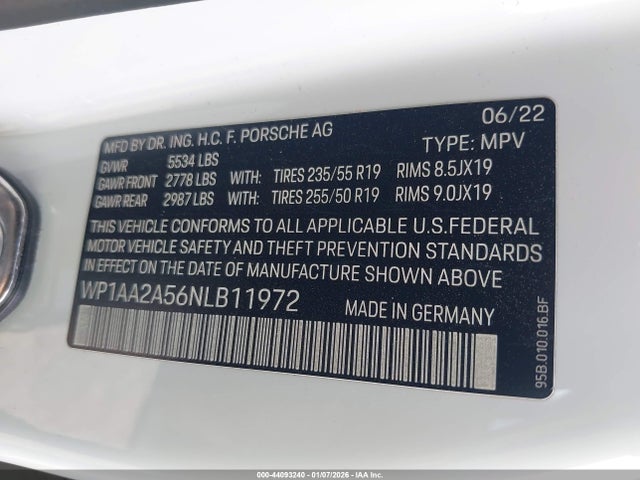 06/22
MFD BY DR. ING. H.C. F. PORSCHE AG TYPE: MPV
GVWR 5534 LBS
GAWR FRONT 2778 LBS WITH: TIRES 235/55 R19 RIMS 8.5JX19
GAWR REAR 2987 LBS WITH: TIRES 255/50 R19 RIMS 9.0JX19
THIS VEHICLE CONFORMS TO ALL APPLICABLE U.S.FEDERAL
MOTOR VEHICLE SAFETY AND THEFT PREVENTION STANDARDS
IN EFFECT ON THE DATE OF MANUFACTURE SHOWN ABOVE
WP1AA2A56NLB11972 MADE IN GERMANY
95B.010.016.BF
000-44093240 - 01/07/2026 - IAAI Inc.